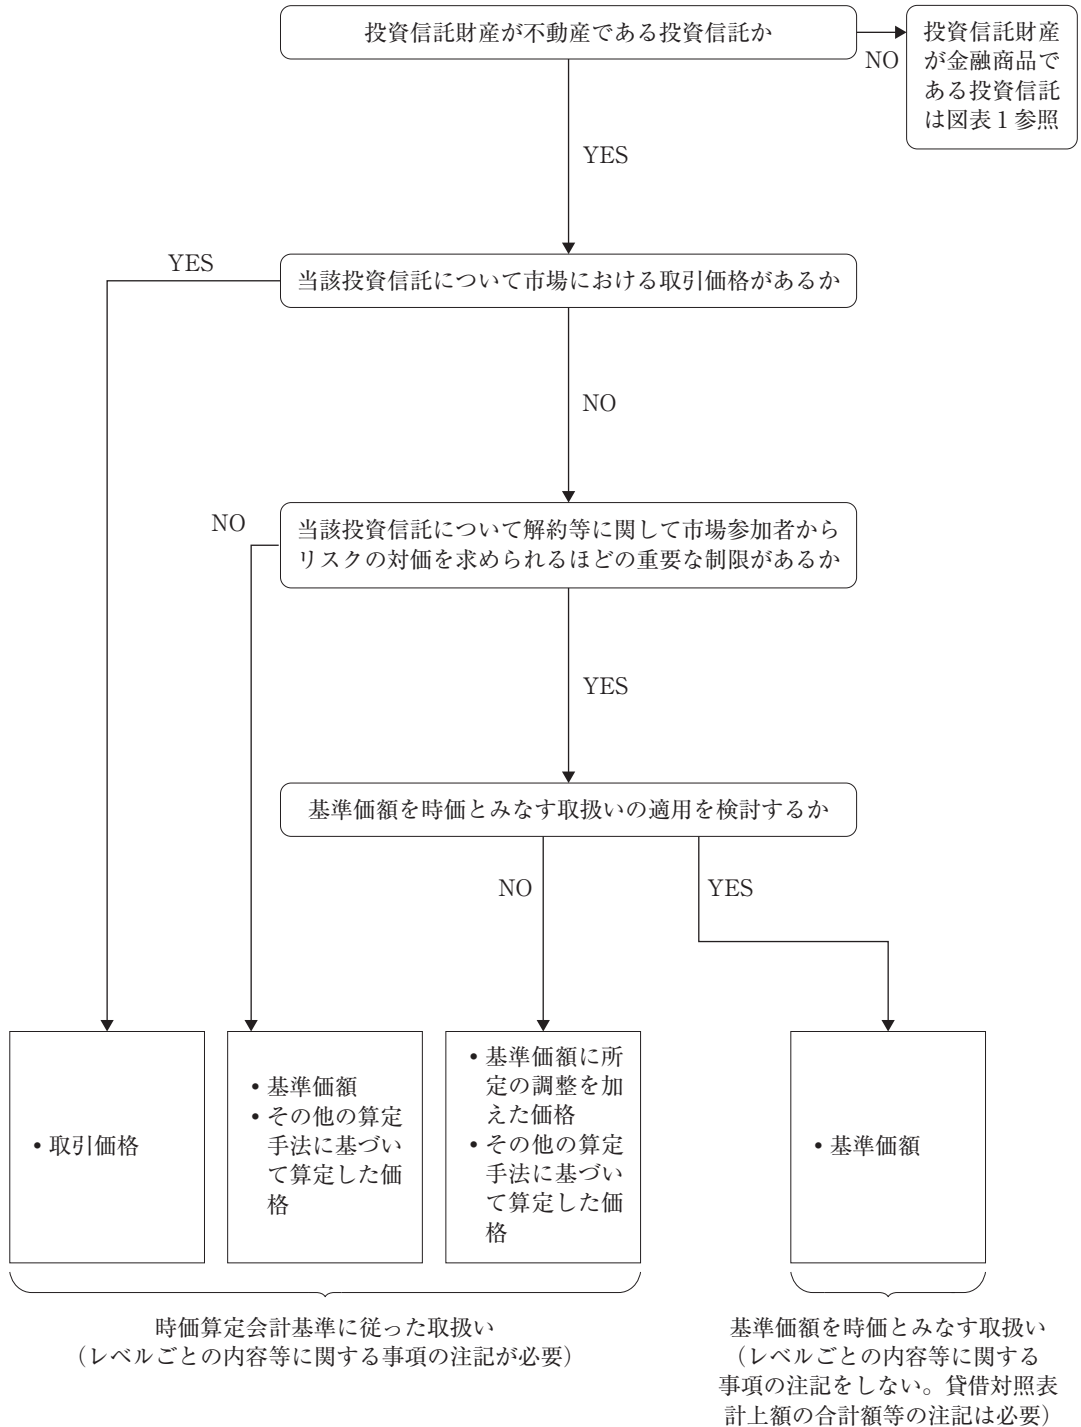 投資信託財産が不動産である投資信託か
NO
投資信託財産
が金融商品で
ある投資信託
は図表1参照
YES
YES
当該投資信託について市場における取引価格があるか
NO
NO
当該投資信託について解約等に関して市場参加者から
リスクの対価を求められるほどの重要な制限があるか
YES
基準価額を時価とみなす取扱いの適用を検討するか
NO
YES
• 取引価格
• 基準価額
• その他の算定
手法に基づい
て算定した価
格
• 基準価額に所
定の調整を加
えた価格
• その他の算定
手法に基づい
て算定した価
格
• 基準価額
時価算定会計基準に従った取扱い
（レベルごとの内容等に関する事項の注記が必要）
基準価額を時価とみなす取扱い
（レベルごとの内容等に関する
事項の注記をしない。貸借対照表
計上額の合計額等の注記は必要）